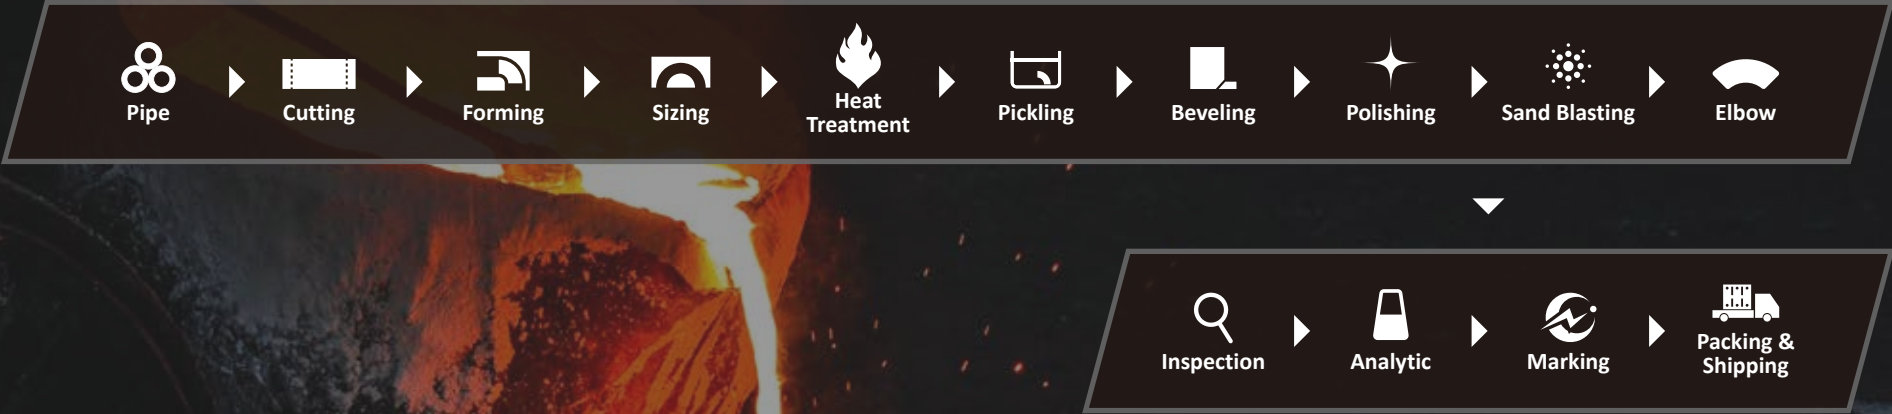 Pipe
Cutting
Forming
Sizing
Heat
Treatment
Pickling
Beveling
Polishing
Sand Blasting
Elbow
Inspection
Analytic
Marking
Packing &
Shipping